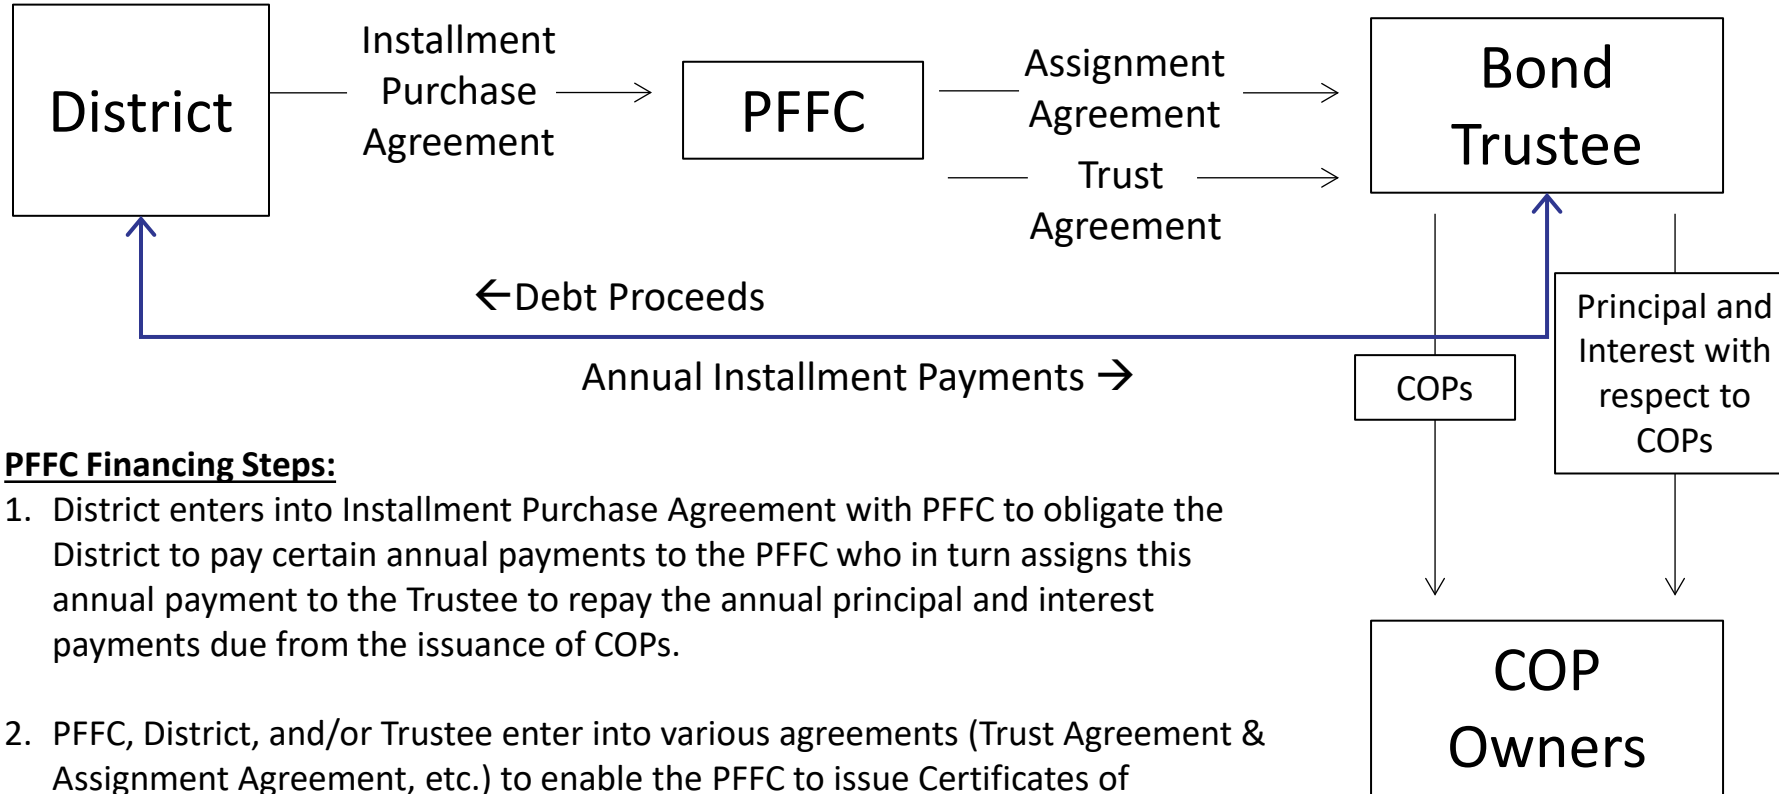 District
Installment
Purchase
Agreement
PFFC
Assignment
Agreement
Trust
Agreement
Bond
Trustee
←Debt Proceeds
Annual Installment Payments →
COPs
Principal and
Interest with
respect to
COPs
COP
Owners
PFFC Financing Steps:
1. District enters into Installment Purchase Agreement with PFFC to obligate the
District to pay certain annual payments to the PFFC who in turn assigns this
annual payment to the Trustee to repay the annual principal and interest
payments due from the issuance of COPs.
2. PFFC, District, and/or Trustee enter into various agreements (Trust Agreement &
Assignment Agreement, etc.) to enable the PFFC to issue Certificates of